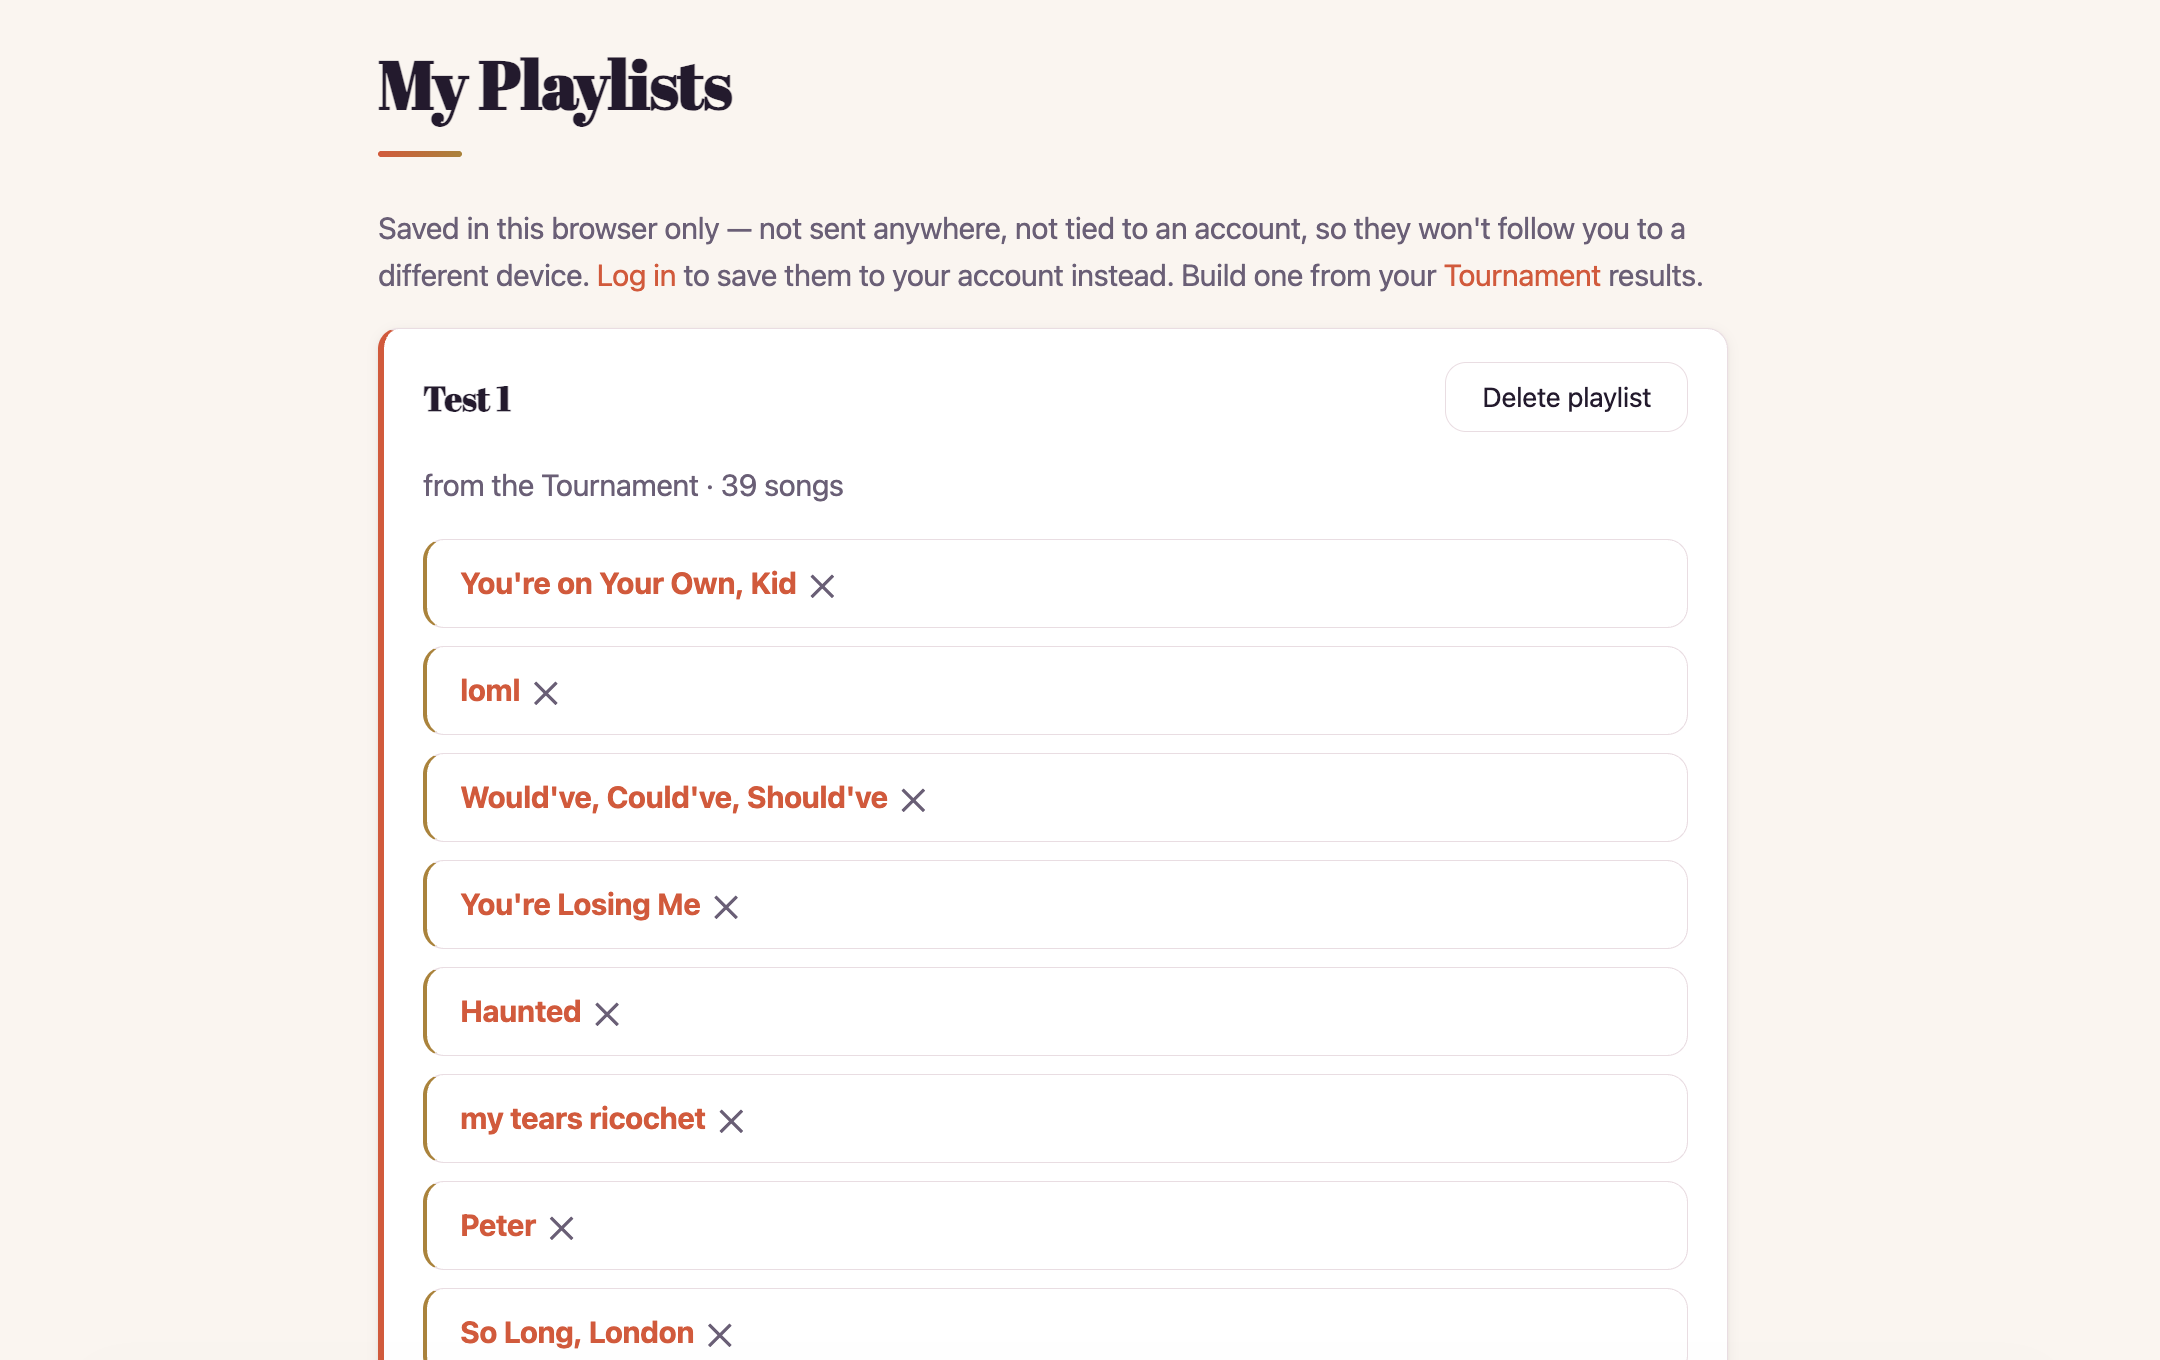 My Playlists
Saved in this browser only — not sent anywhere, not tied to an account, so they won't follow you to a
different device. Log in to save them to your account instead. Build one from your Tournament results.
Test 1
Delete playlist
from the Tournament · 39 songs
You're on Your Own, Kid ×
loml ×
Would've, Could've, Should've ×
You're Losing Me ×
Haunted ×
my tears ricochet ×
Peter ×
So Long, London ×